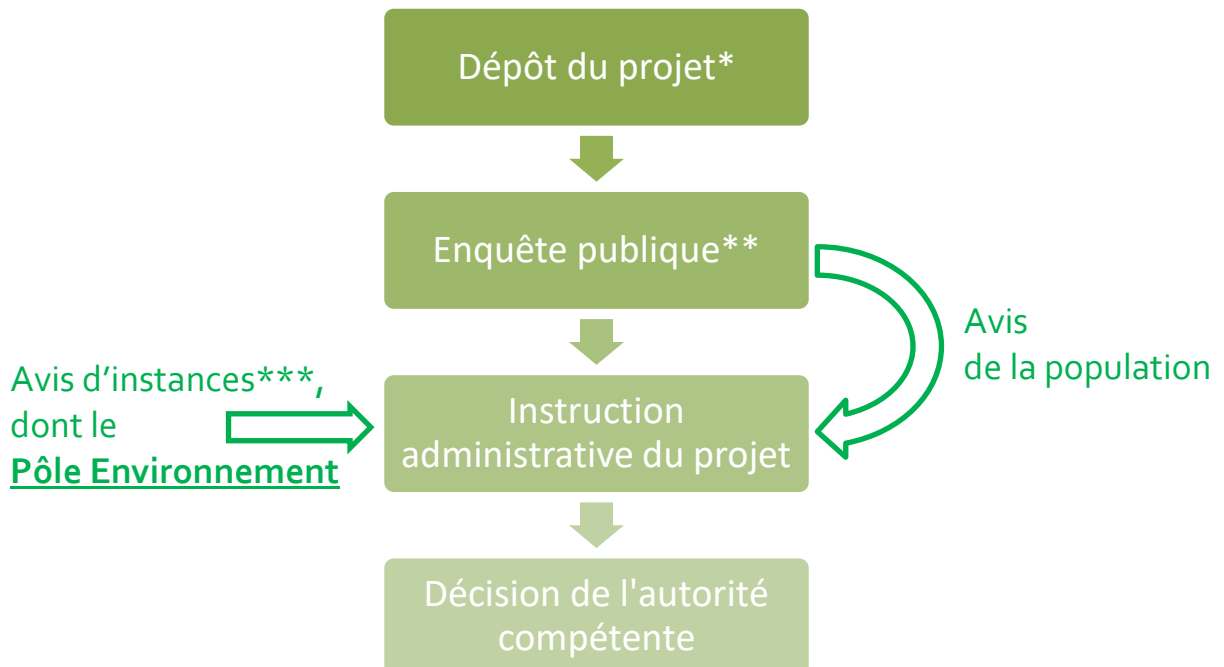 Dépôt du projet*
Enquête publique**
Avis
de la population
Avis d’instances***,
dont le
Pôle Environnement
Instruction
administrative du projet
Décision de l'autorité
compétente